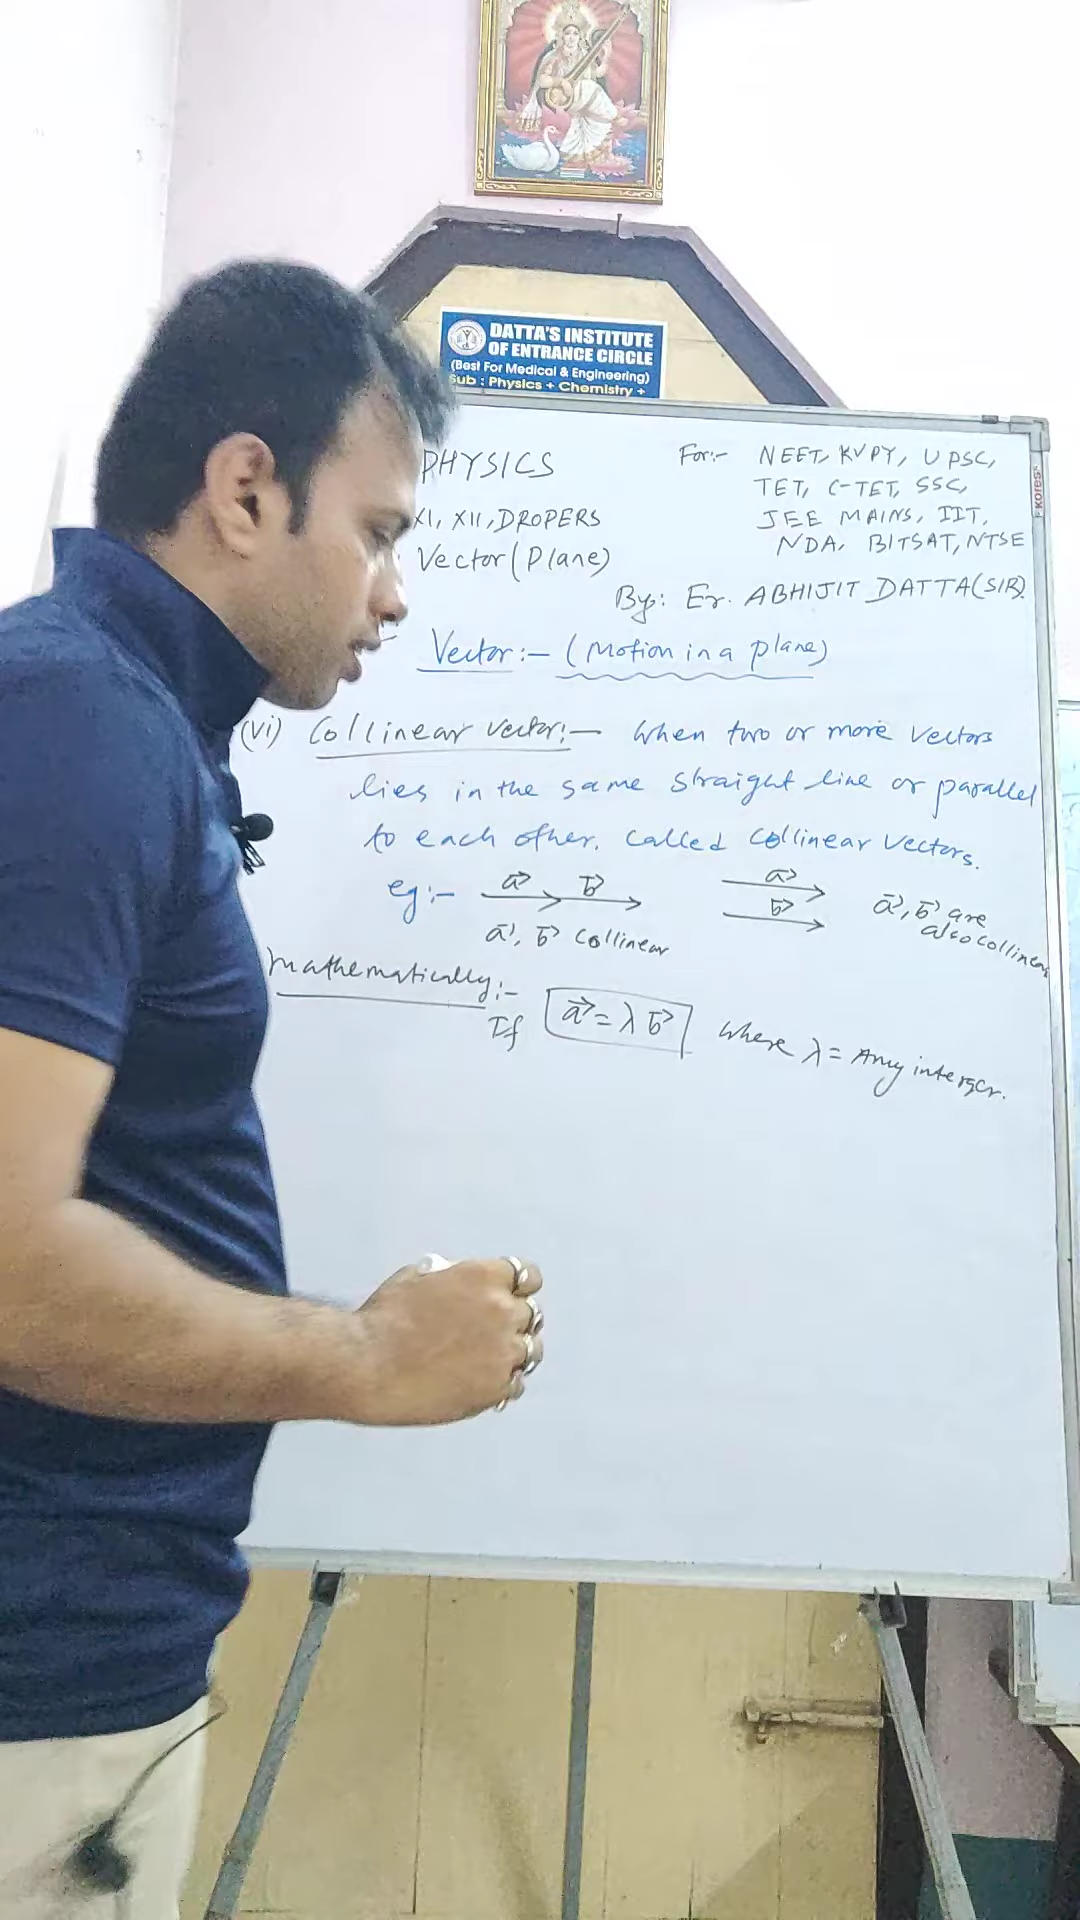 DATTA'S INSTITUTE
OF ENTRANCE CIRCLE
(Best For Medical & Engineering)
Sub : Physics + Chemistry +
kores
PHYSICS
XI, XII, DROPERS
: Vector (Plane)
For:- NEET, KVPY, UPSC,
TET, C-TET, SSC,
JEE MAINS, IIT,
NDA, BITSAT, NTSE
By: Er. ABHIJIT DATTA (SIR)
Vector:- (Motion in a plane)
(vi) Collinear vector:- When two or more vectors
lies in the same straight line or parallel
to each other. called collinear vectors.
eg:- a⃗ b⃗ a⃗ b⃗ a⃗, b⃗ are
also collinear
a⃗, b⃗ collinear
Mathematically:-
If a⃗ = λ b⃗ where λ = Any interger.